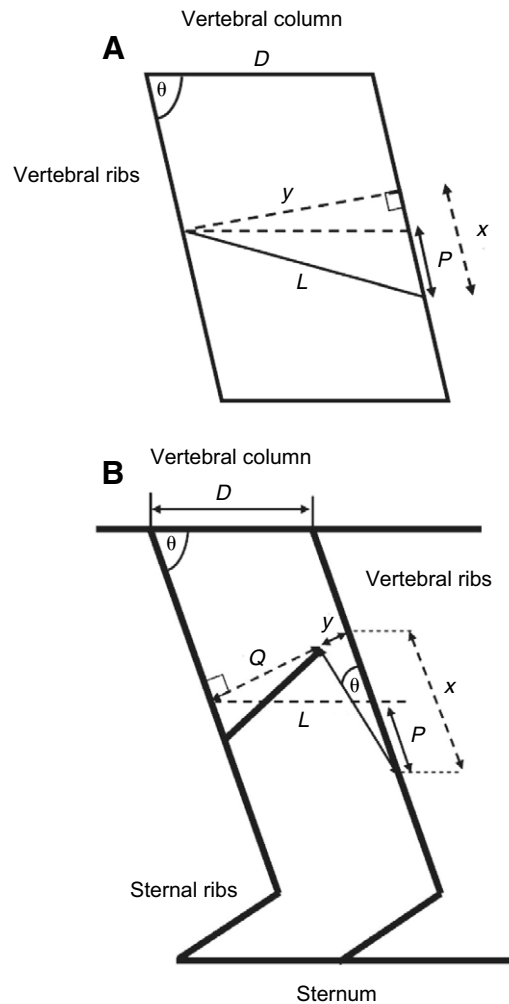 Vertebral column
A
D
θ
Vertebral ribs
y
x
P
L
B
Vertebral column
D
θ
Vertebral ribs
y
Q
θ
x
L
P
Sternal ribs
Sternum